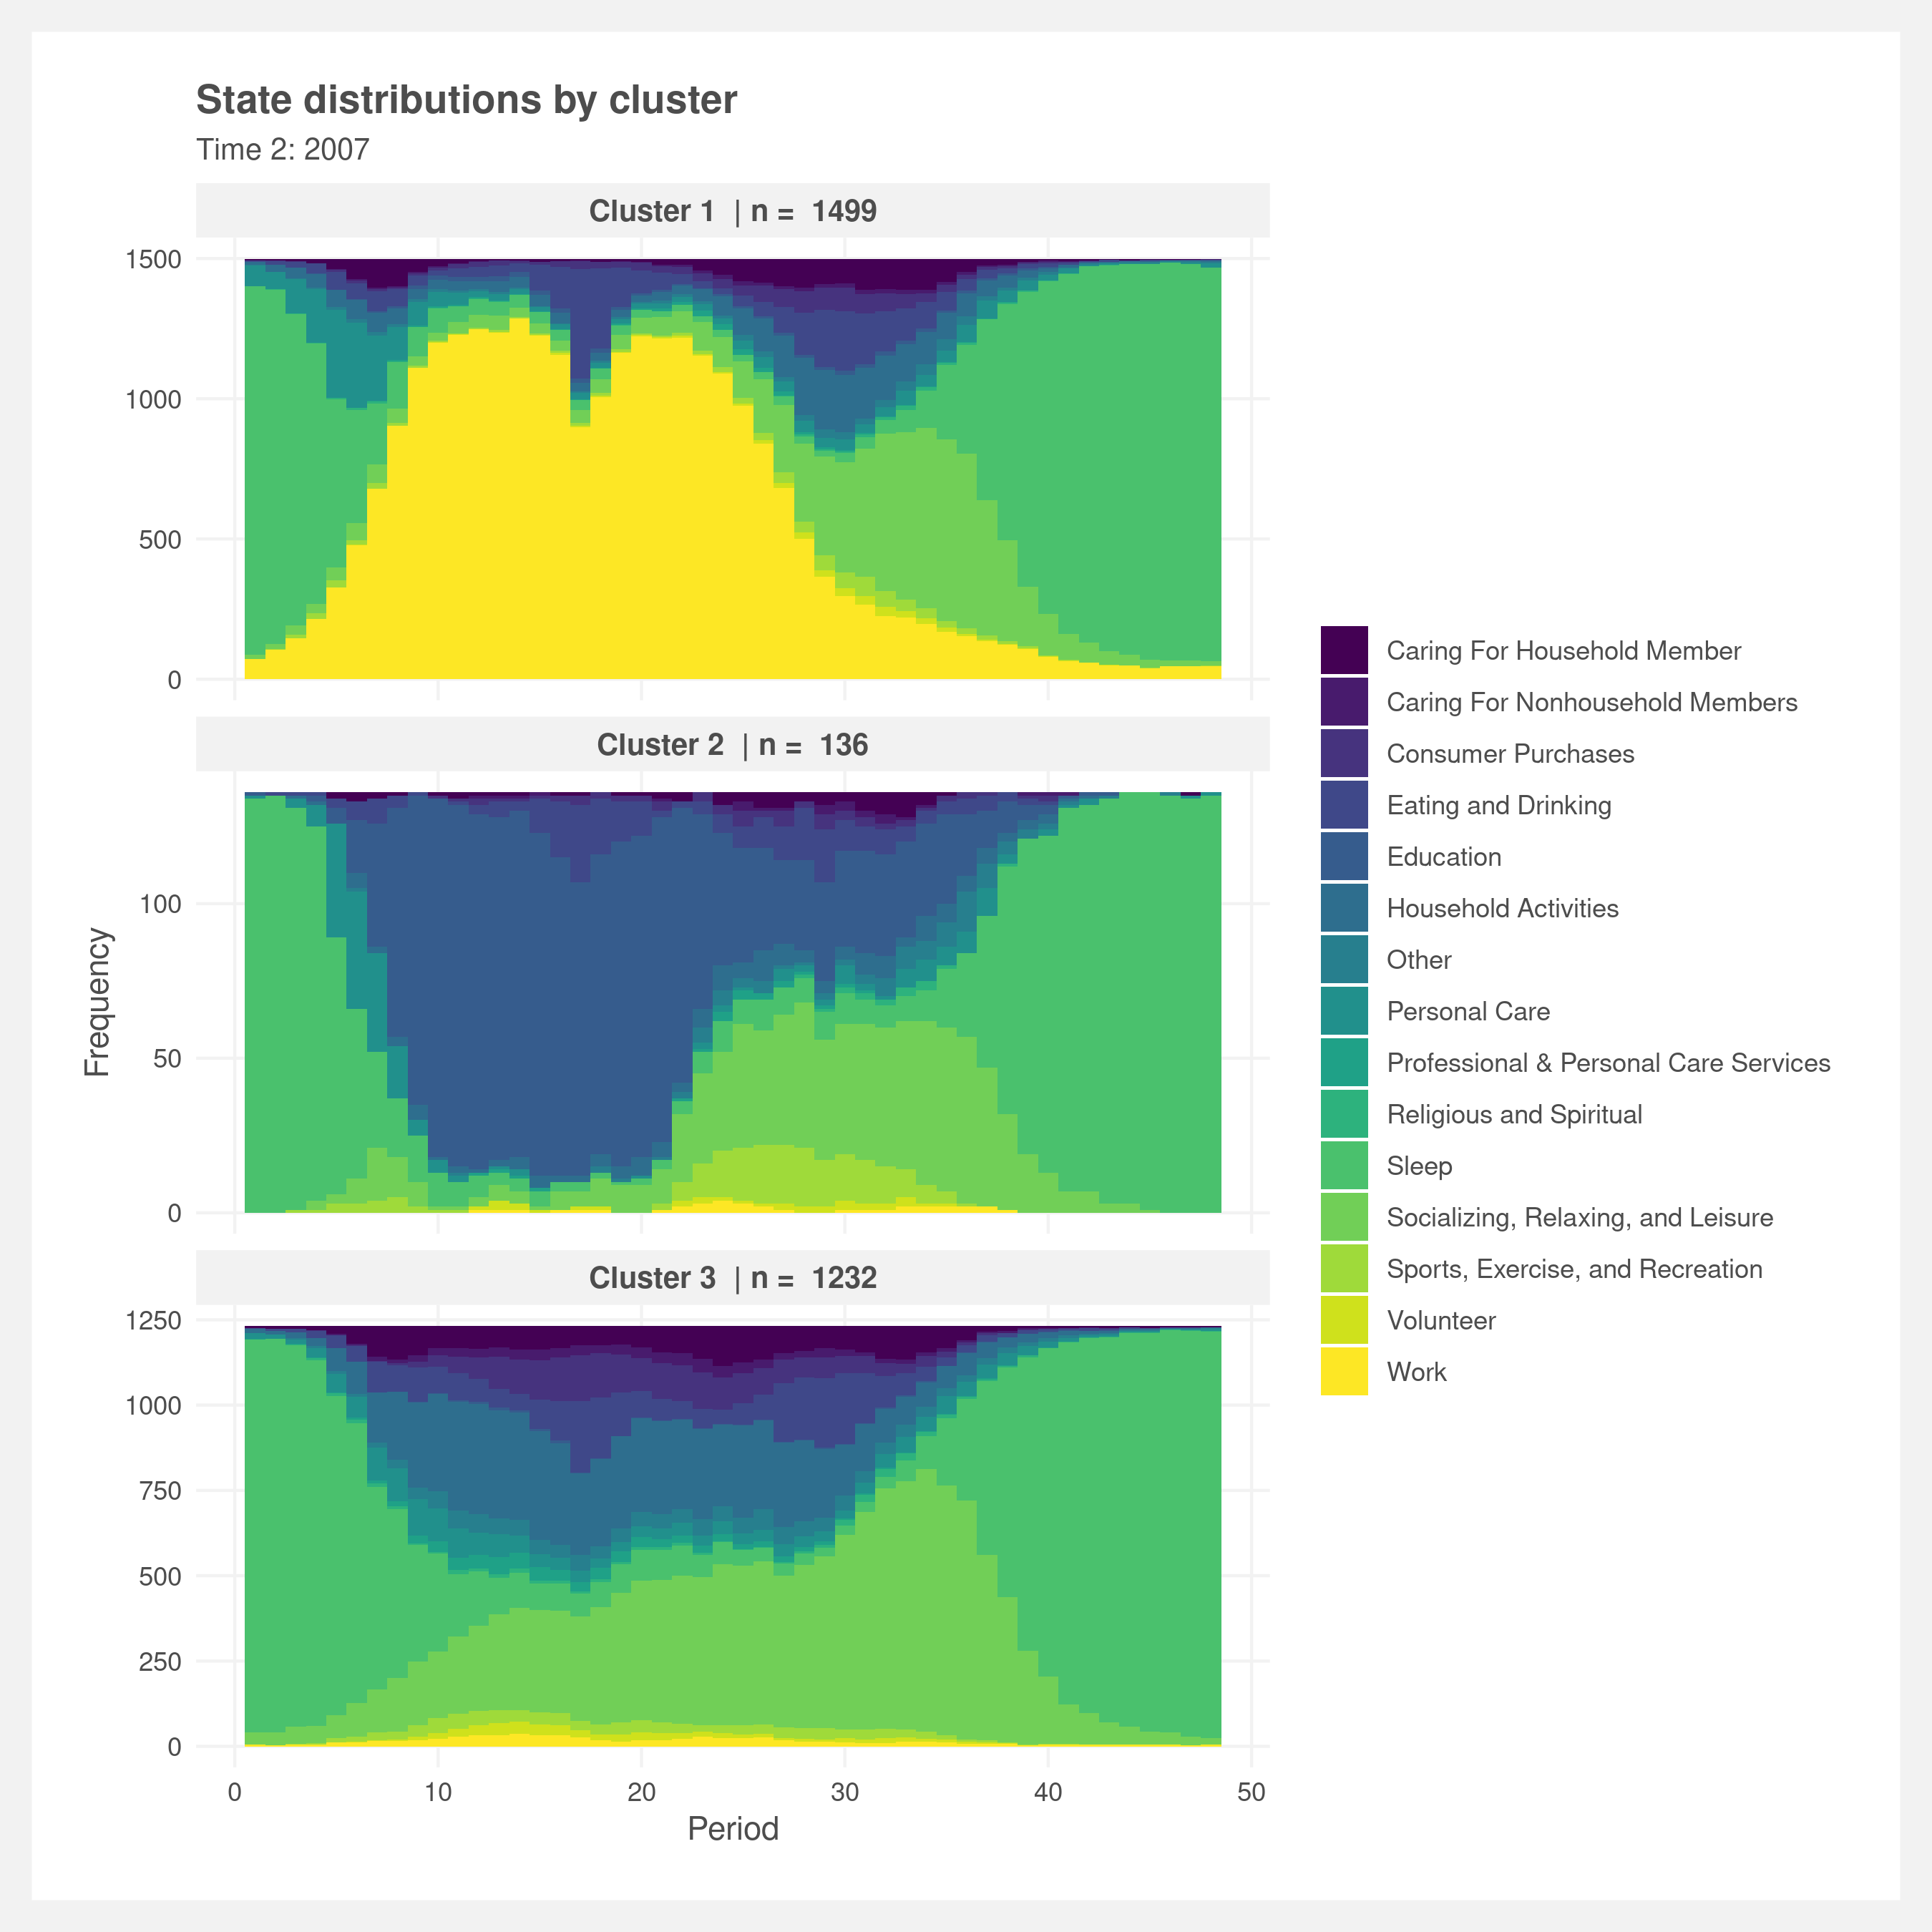 State distributions by cluster
Time 2: 2007
Cluster 1 | n = 1499
1500
1000
500
0
Cluster 2 | n = 136
100
50
0
Cluster 3 | n = 1232
1250
1000
750
500
250
0
0 10 20 30 40 50
Period
Frequency
Caring For Household Member
Caring For Nonhousehold Members
Consumer Purchases
Eating and Drinking
Education
Household Activities
Other
Personal Care
Professional & Personal Care Services
Religious and Spiritual
Sleep
Socializing, Relaxing, and Leisure
Sports, Exercise, and Recreation
Volunteer
Work